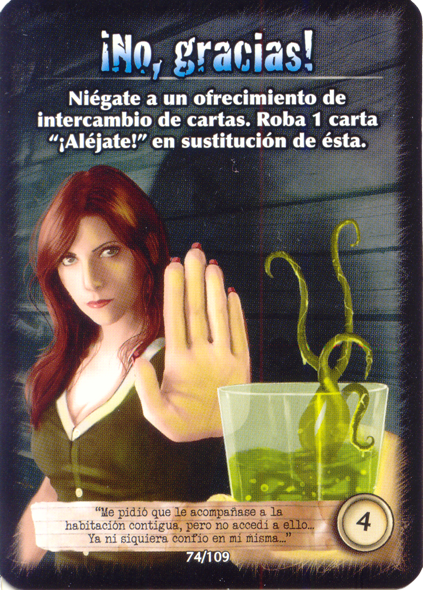 ¡No, gracias!
Niégate a un ofrecimiento de
intercambio de cartas. Roba 1 carta
“¡Aléjate!” en sustitución de ésta.
“Me pidió que le acompañase a la
habitación contigua, pero no accedí a ello...
Ya ni siquiera confío en mi misma...”
4
74/109